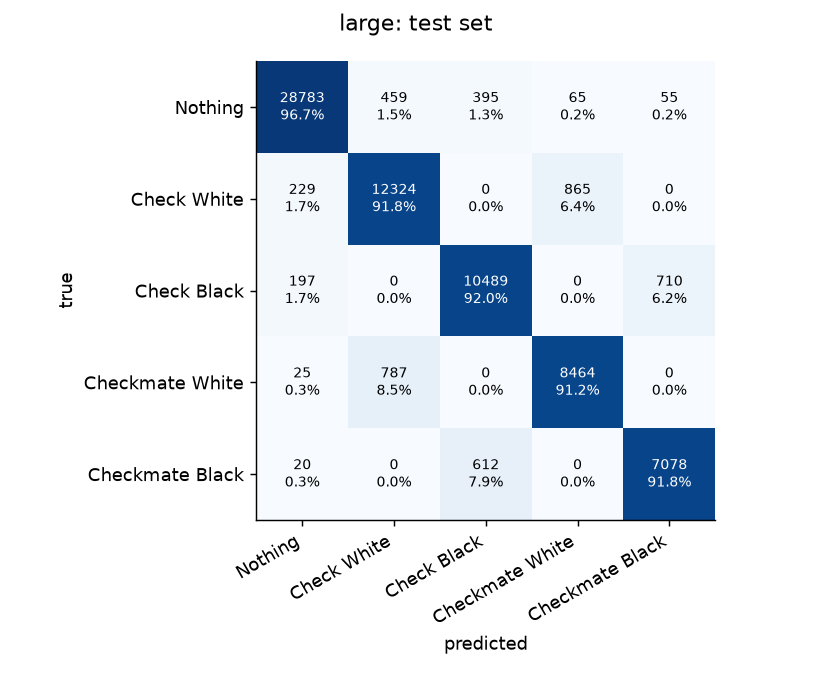 large: test set
true
Nothing
28783 459 395 65 55
96.7% 1.5% 1.3% 0.2% 0.2%
Check White
229 12324 0 865 0
1.7% 91.8% 0.0% 6.4% 0.0%
Check Black
197 0 10489 0 710
1.7% 0.0% 92.0% 0.0% 6.2%
Checkmate White
25 787 0 8464 0
0.3% 8.5% 0.0% 91.2% 0.0%
Checkmate Black
20 0 612 0 7078
0.3% 0.0% 7.9% 0.0% 91.8%
Nothing
Check White
Check Black
Checkmate White
Checkmate Black
predicted